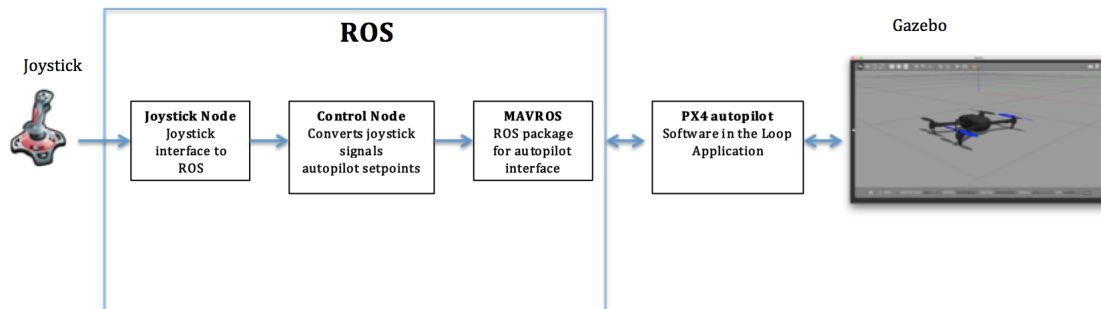 ROS
Gazebo
Joystick
Joystick Node
Joystick
interface to
ROS
Control Node
Converts joystick
signals
autopilot setpoints
MAVROS
ROS package
for autopilot
interface
PX4 autopilot
Software in the Loop
Application